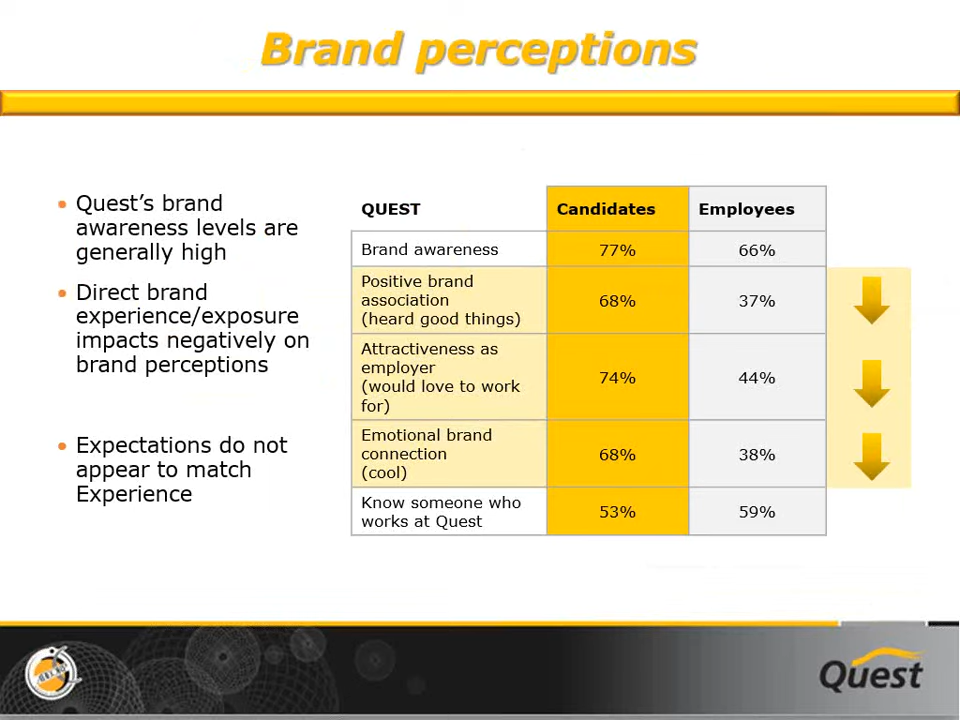 Brand perceptions
• Quest’s brand
awareness levels are
generally high
• Direct brand
experience/exposure
impacts negatively on
brand perceptions
• Expectations do not
appear to match
Experience
QUEST Candidates Employees
Brand awareness 77% 66%
Positive brand
association
(heard good things) 68% 37%
Attractiveness as
employer
(would love to work
for) 74% 44%
Emotional brand
connection
(cool) 68% 38%
Know someone who
works at Quest 53% 59%
Quest